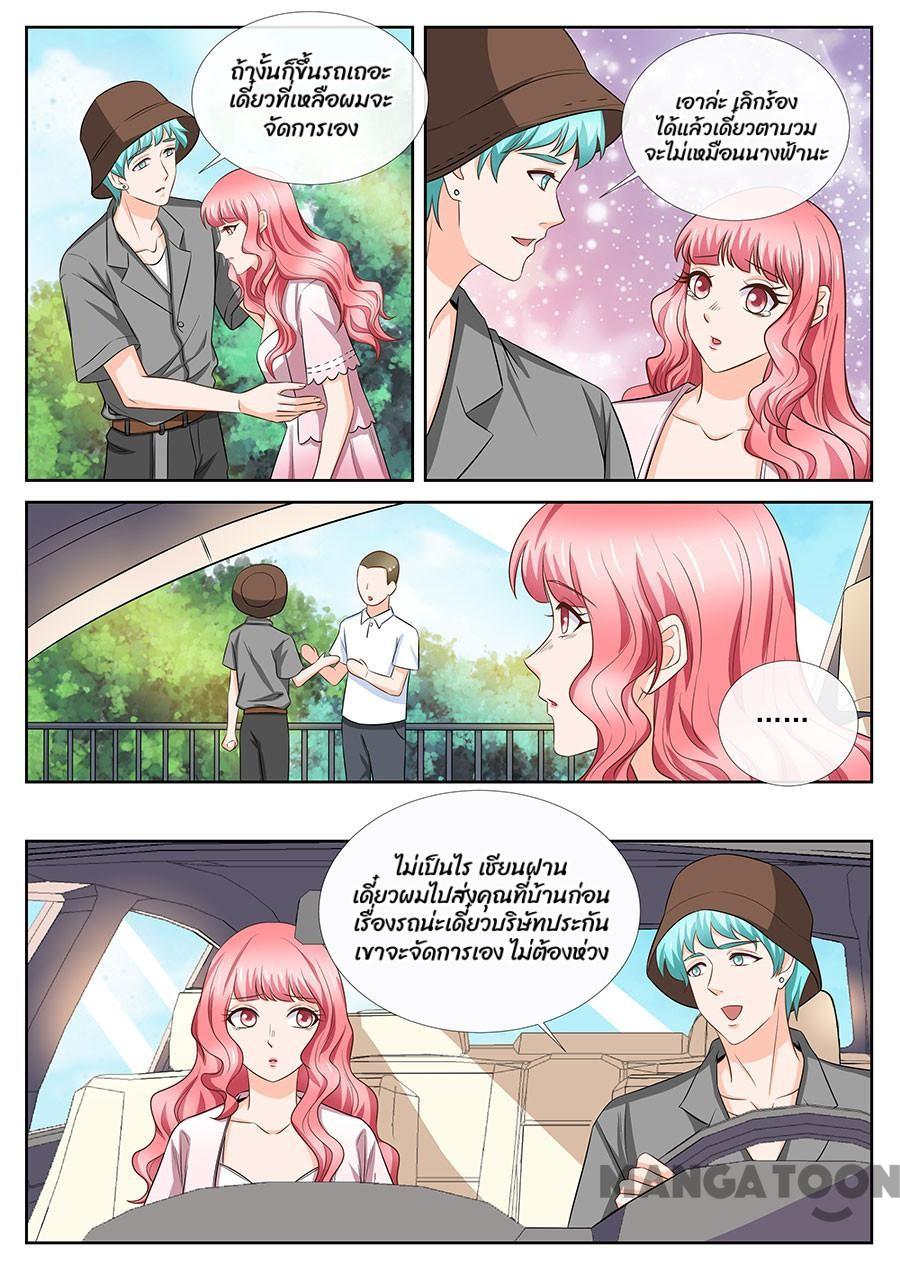 ถ้างั้นก็ขึ้นรถเถอะ
เดี๋ยวที่เหลือผมจะ
จัดการเอง
เอาล่ะ เลิกร้อง
ได้แล้วเดี๋ยวตาบวม
จะไม่เหมือนนางฟ้านะ
......
ไม่เป็นไร เชียนฝาน
เดี๋ยวผมไปส่งคุณที่บ้านก่อน
เรื่องรถน่ะเดี๋ยวบริษัทประกัน
เขาจะจัดการเอง ไม่ต้องห่วง
MANGATOON